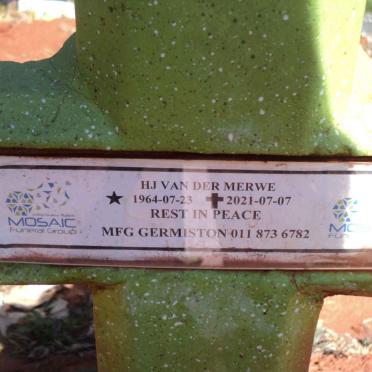 HJ VAN DER MERWE
★ 1964-07-23 ✝ 2021-07-07
REST IN PEACE
MFG GERMISTON 011 873 6782
MOSAIC
Funeral Group
MOSAIC